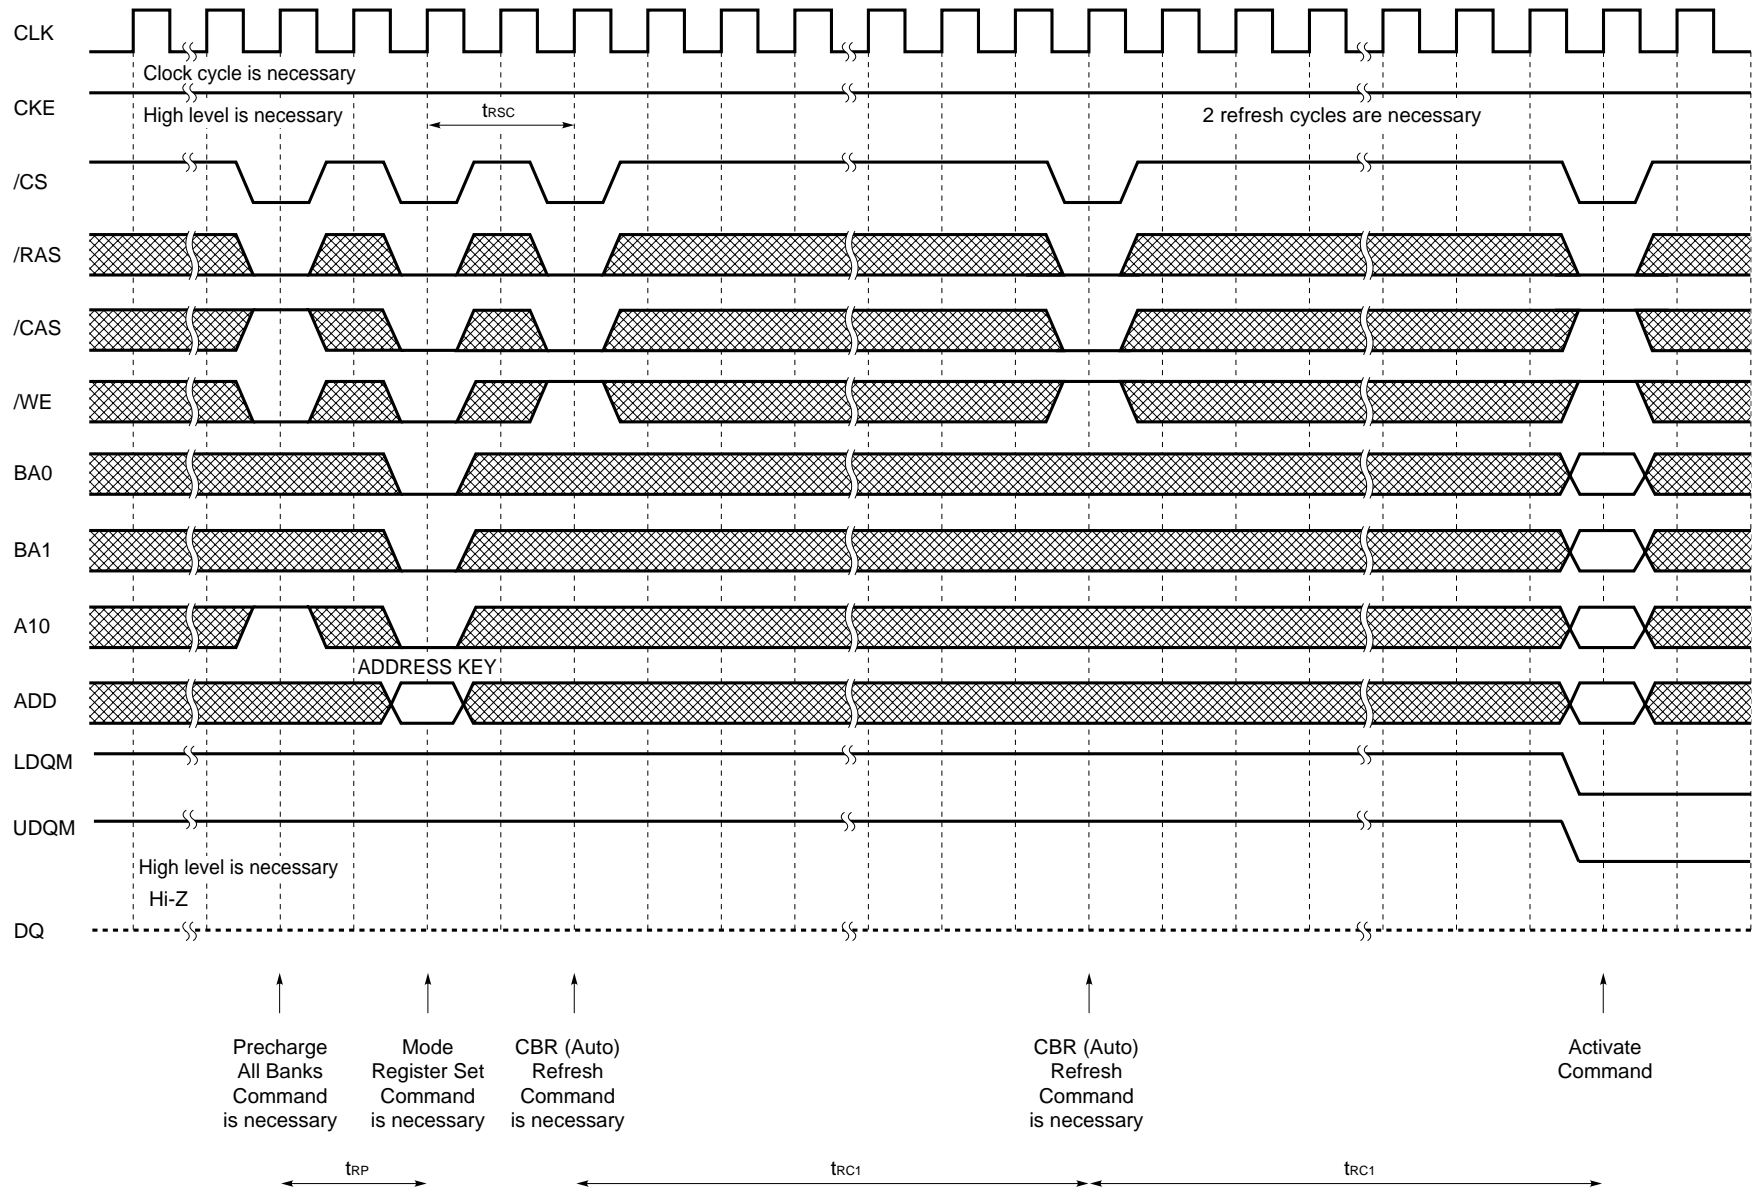 CLK
Clock cycle is necessary
CKE
High level is necessary
tRSC
2 refresh cycles are necessary
/CS
/RAS
/CAS
/WE
BA0
BA1
A10
ADDRESS KEY
ADD
LDQM
UDQM
High level is necessary
Hi-Z
DQ
Precharge
All Banks
Command
is necessary
Mode
Register Set
Command
is necessary
CBR (Auto)
Refresh
Command
is necessary
CBR (Auto)
Refresh
Command
is necessary
Activate
Command
tRP
tRC1
tRC1